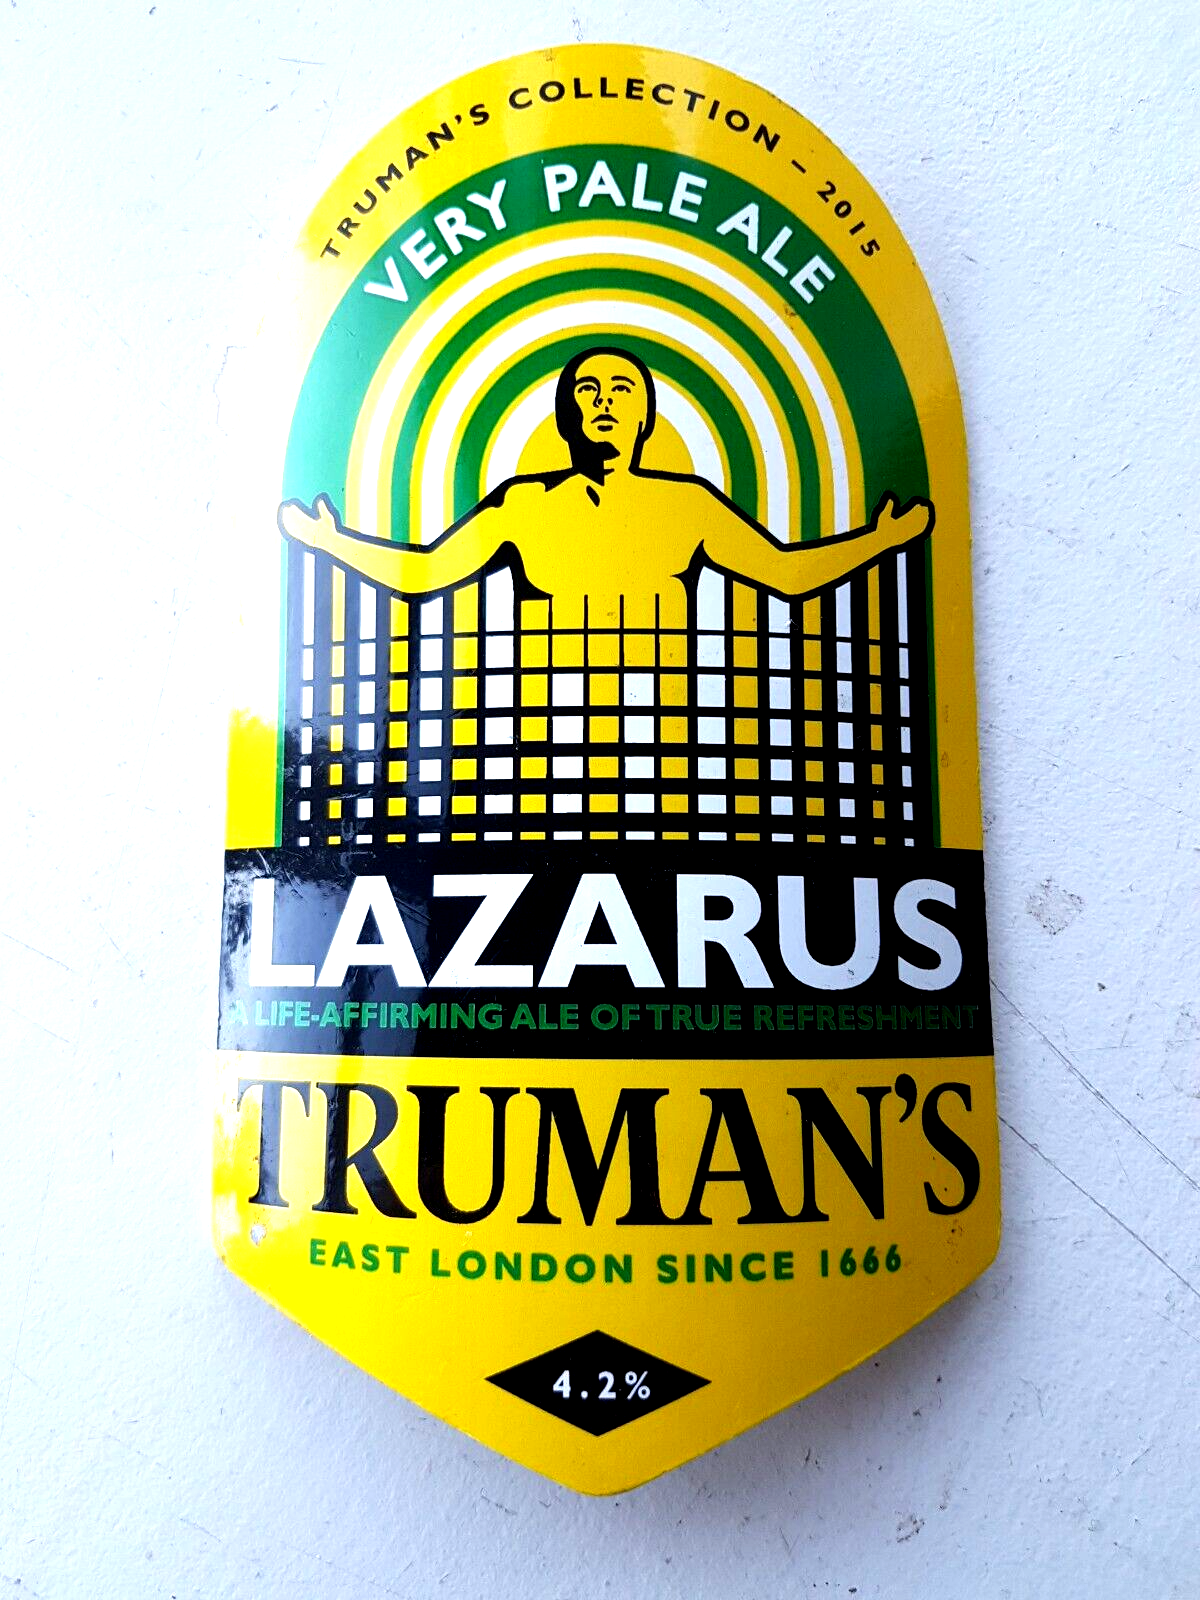 TRUMAN'S COLLECTION – 2015
VERY PALE ALE
LAZARUS
A LIFE-AFFIRMING ALE OF TRUE REFRESHMENT
TRUMAN'S
EAST LONDON SINCE 1666
4.2%